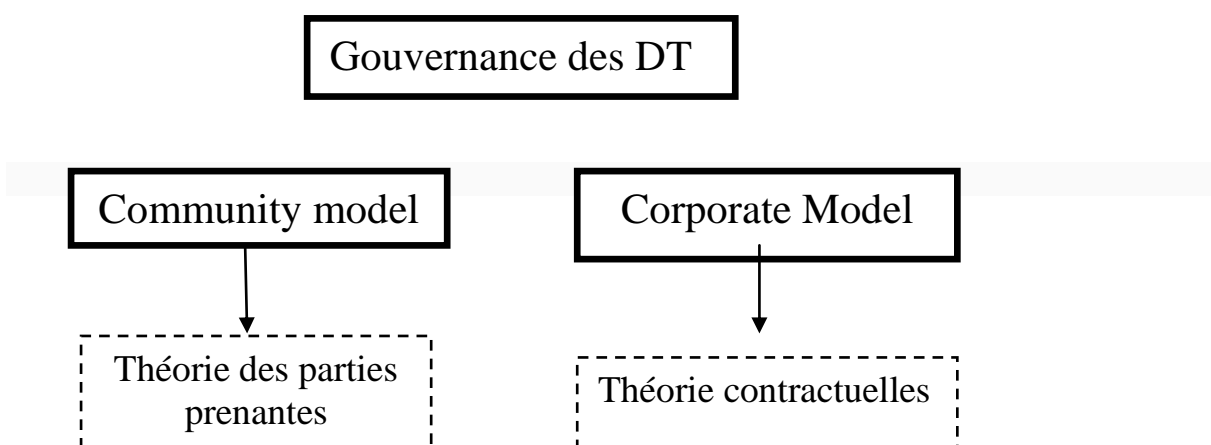 Gouvernance des DT
Community model
Corporate Model
Théorie des parties
prenantes
Théorie contractuelles